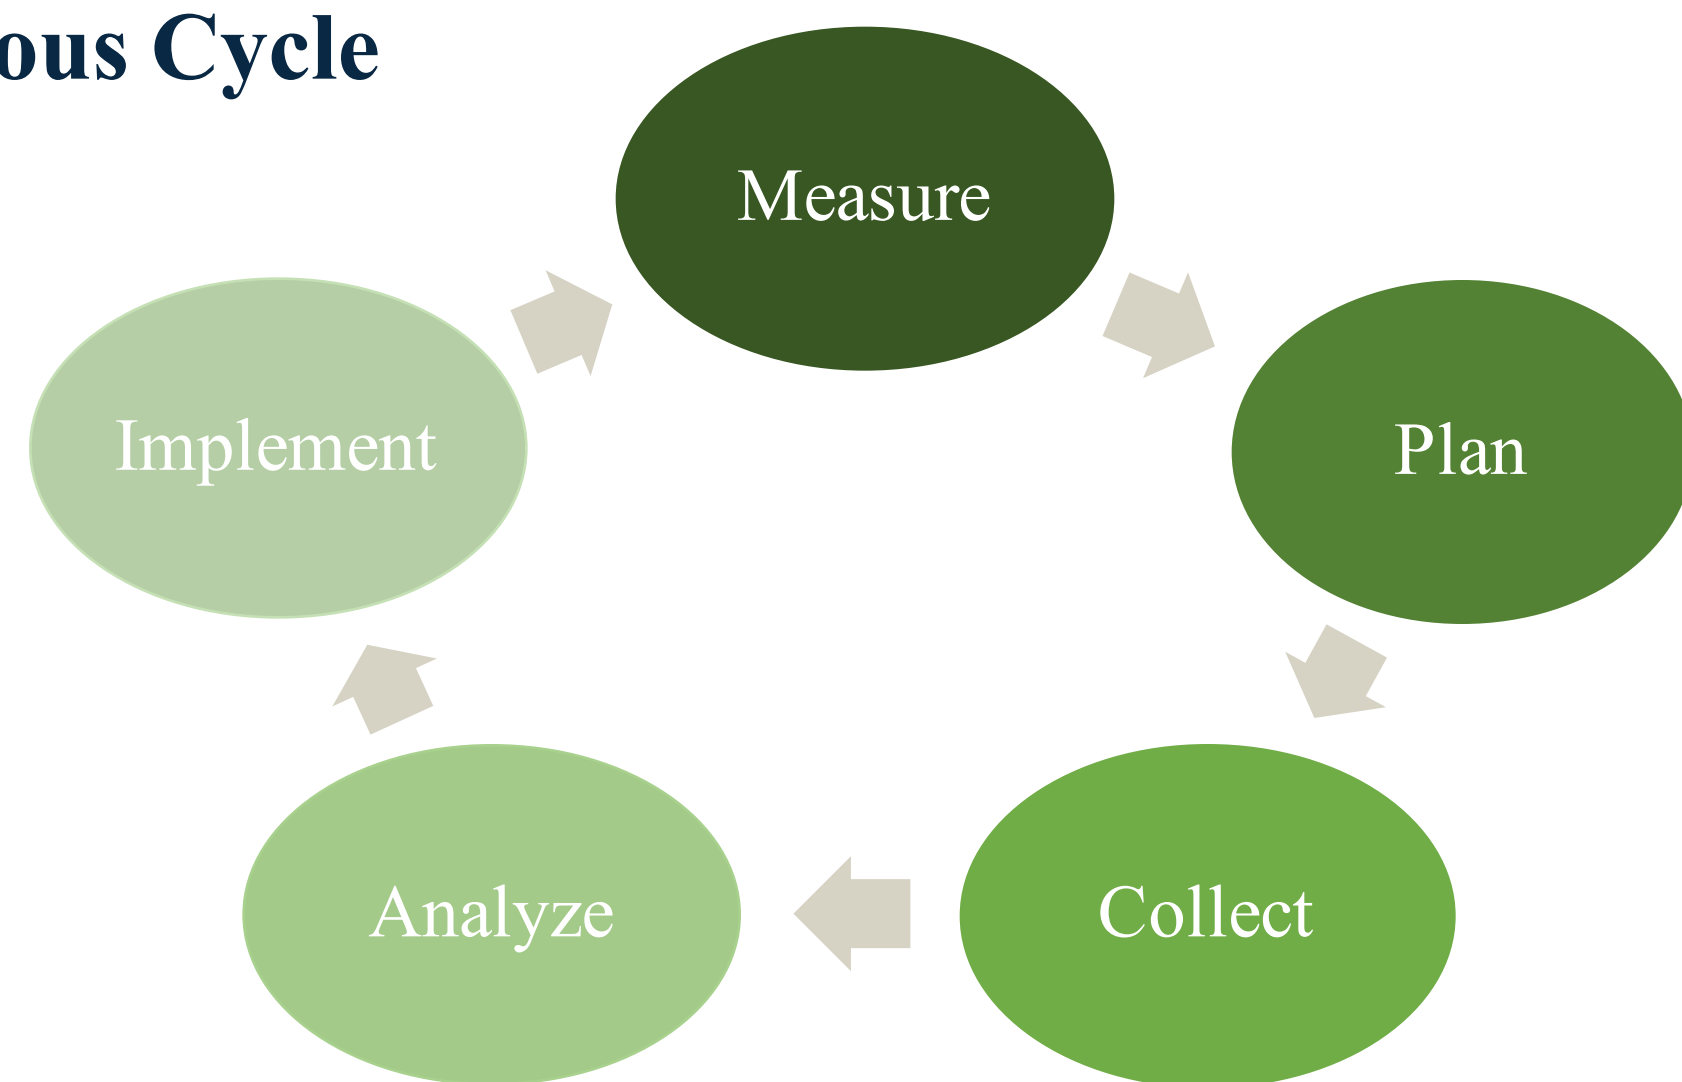 ous Cycle
Measure
Plan
Collect
Analyze
Implement